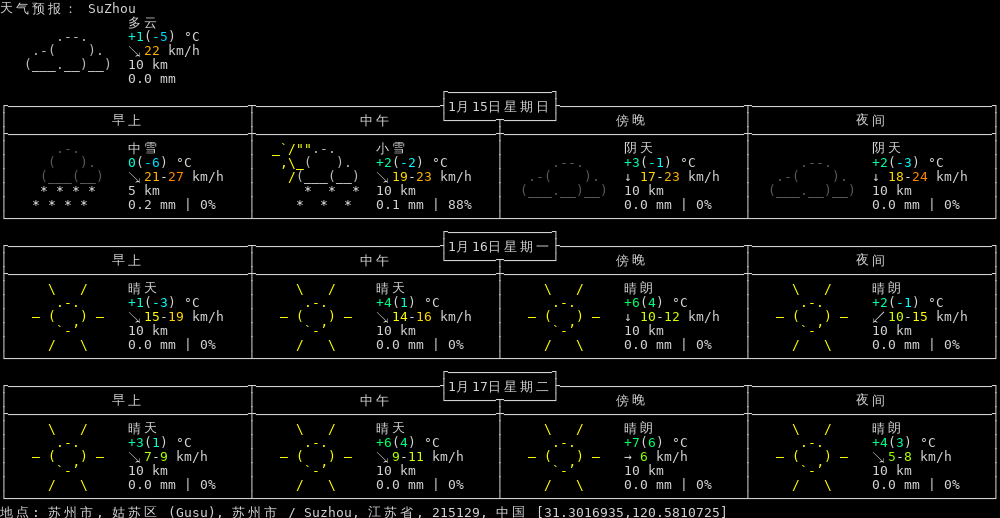 天气预报: SuZhou
多云
+1(-5) °C
↘22 km/h
10 km
0.0 mm
1月15日星期日
早上 中午 傍晚 夜间
中雪 小雪 阴天 阴天
0(-6) °C +2(-2) °C +3(-1) °C +2(-3) °C
↘21-27 km/h ↘19-23 km/h ↓ 17-23 km/h ↓ 18-24 km/h
5 km 10 km 10 km 10 km
0.2 mm | 0% 0.1 mm | 88% 0.0 mm | 0% 0.0 mm | 0%
1月16日星期一
早上 中午 傍晚 夜间
晴天 晴天 晴朗 晴朗
+1(-3) °C +4(1) °C +6(4) °C +2(-1) °C
↘15-19 km/h ↘14-16 km/h ↓ 10-12 km/h ↙10-15 km/h
10 km 10 km 10 km 10 km
0.0 mm | 0% 0.0 mm | 0% 0.0 mm | 0% 0.0 mm | 0%
1月17日星期二
早上 中午 傍晚 夜间
晴天 晴天 晴朗 晴朗
+3(1) °C +6(4) °C +7(6) °C +4(3) °C
↘7-9 km/h ↘9-11 km/h → 6 km/h ↘5-8 km/h
10 km 10 km 10 km 10 km
0.0 mm | 0% 0.0 mm | 0% 0.0 mm | 0% 0.0 mm | 0%
地点: 苏州市, 姑苏区 (Gusu), 苏州市 / Suzhou, 江苏省, 215129, 中国 [31.3016935,120.5810725]